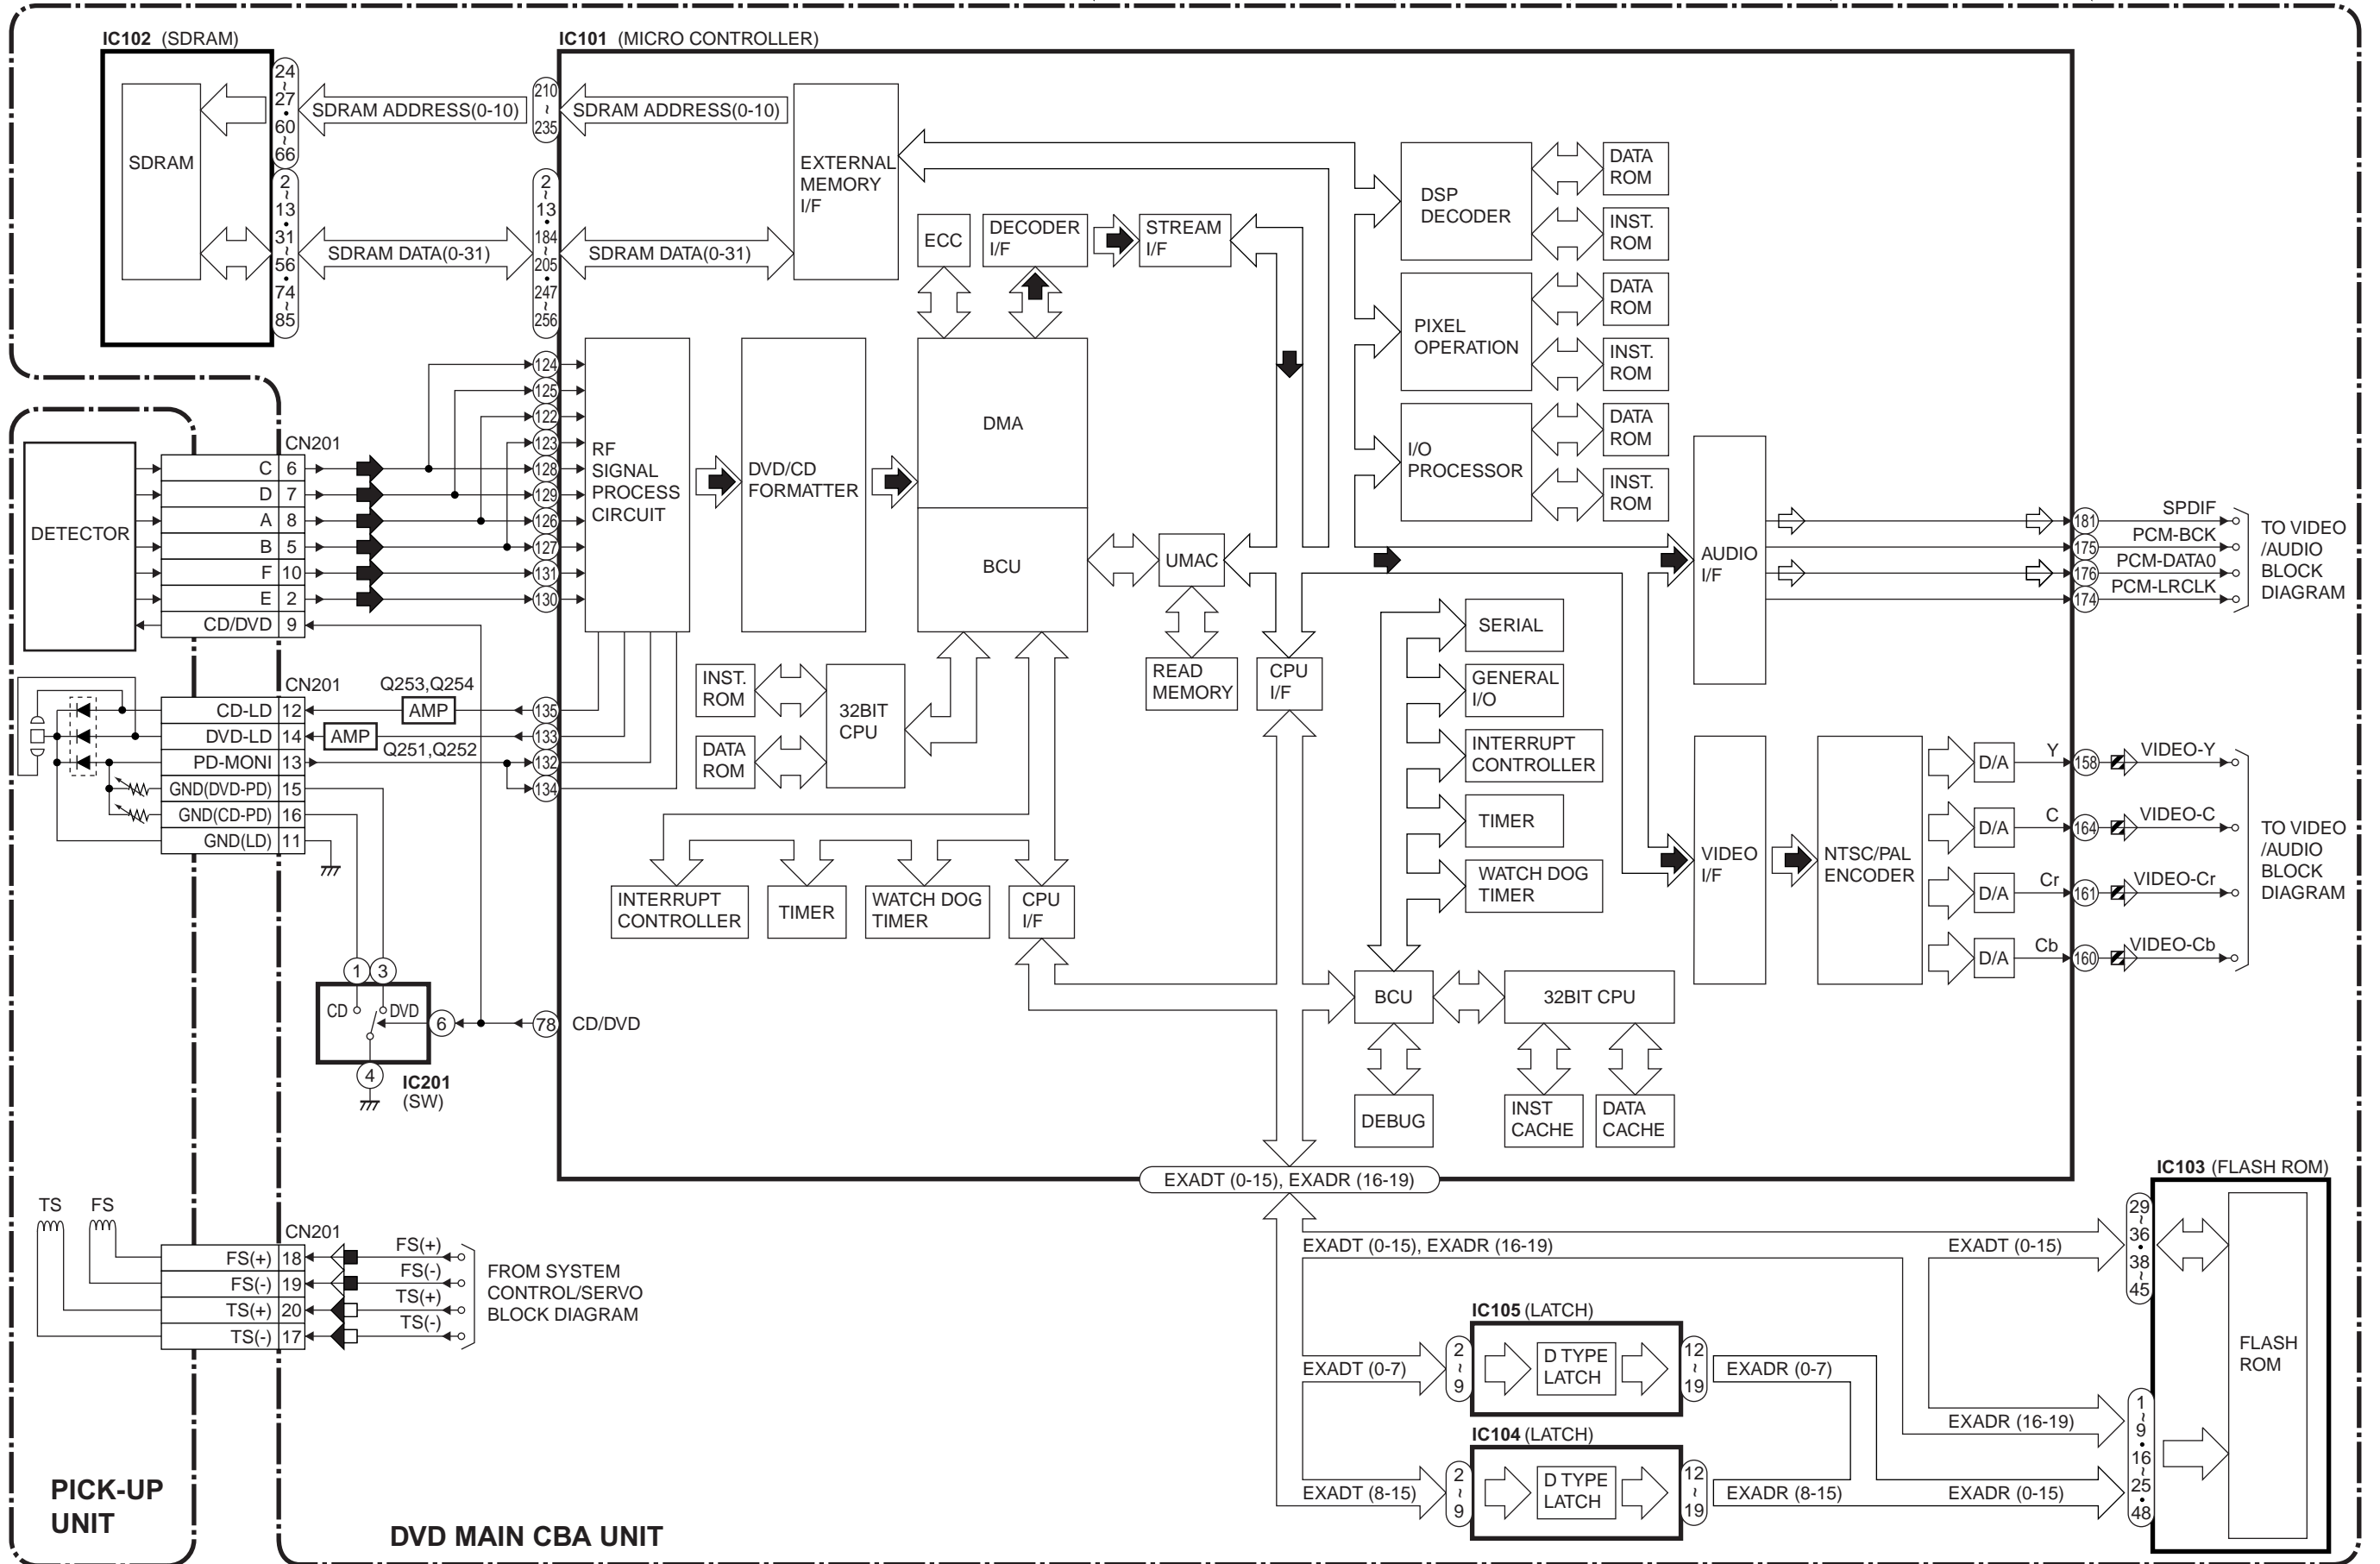 IC102 (SDRAM)
SDRAM
24
~
27
•
60
~
66
2
~
13
•
31
~
56
•
74
~
85
SDRAM ADDRESS(0-10)
SDRAM DATA(0-31)
IC101 (MICRO CONTROLLER)
210
~
235
2
~
13
•
184
~
205
•
247
~
256
SDRAM ADDRESS(0-10)
SDRAM DATA(0-31)
EXTERNAL
MEMORY
I/F
ECC
DECODER
I/F
STREAM
I/F
DSP
DECODER
DATA
ROM
INST.
ROM
PIXEL
OPERATION
DATA
ROM
INST.
ROM
I/O
PROCESSOR
DATA
ROM
INST.
ROM
124
125
122
123
128
129
126
127
131
130
RF
SIGNAL
PROCESS
CIRCUIT
DVD/CD
FORMATTER
DMA
BCU
UMAC
READ
MEMORY
CPU
I/F
AUDIO
I/F
181
175
176
174
SPDIF
PCM-BCK
PCM-DATA0
PCM-LRCLK
TO VIDEO
/AUDIO
BLOCK
DIAGRAM
DETECTOR
CN201
C 6
D 7
A 8
B 5
F 10
E 2
CD/DVD 9
CN201
CD-LD 12
DVD-LD 14
PD-MONI 13
GND(DVD-PD) 15
GND(CD-PD) 16
GND(LD) 11
Q253,Q254
AMP
AMP
Q251,Q252
135
133
132
134
INST.
ROM
DATA
ROM
32BIT
CPU
INTERRUPT
CONTROLLER
TIMER
WATCH DOG
TIMER
CPU
I/F
SERIAL
GENERAL
I/O
INTERRUPT
CONTROLLER
TIMER
WATCH DOG
TIMER
BCU
32BIT CPU
DEBUG
INST
CACHE
DATA
CACHE
VIDEO
I/F
NTSC/PAL
ENCODER
D/A Y 158 VIDEO-Y
D/A C 164 VIDEO-C
D/A Cr 161 VIDEO-Cr
D/A Cb 160 VIDEO-Cb
TO VIDEO
/AUDIO
BLOCK
DIAGRAM
1 3
CD DVD
6
4
IC201
(SW)
78 CD/DVD
EXADT (0-15), EXADR (16-19)
TS FS
CN201
FS(+) 18 FS(+)
FS(-) 19 FS(-)
TS(+) 20 TS(+)
TS(-) 17 TS(-)
FROM SYSTEM
CONTROL/SERVO
BLOCK DIAGRAM
EXADT (0-15), EXADR (16-19)
EXADT (0-15)
IC103 (FLASH ROM)
29
~
36
•
38
~
45
FLASH
ROM
IC105 (LATCH)
EXADT (0-7)
2
~
9
D TYPE
LATCH
12
~
19
EXADR (0-7)
EXADR (16-19)
1
~
9
•
16
~
25
•
48
IC104 (LATCH)
EXADT (8-15)
2
~
9
D TYPE
LATCH
12
~
19
EXADR (8-15)
EXADR (0-15)
PICK-UP
UNIT
DVD MAIN CBA UNIT